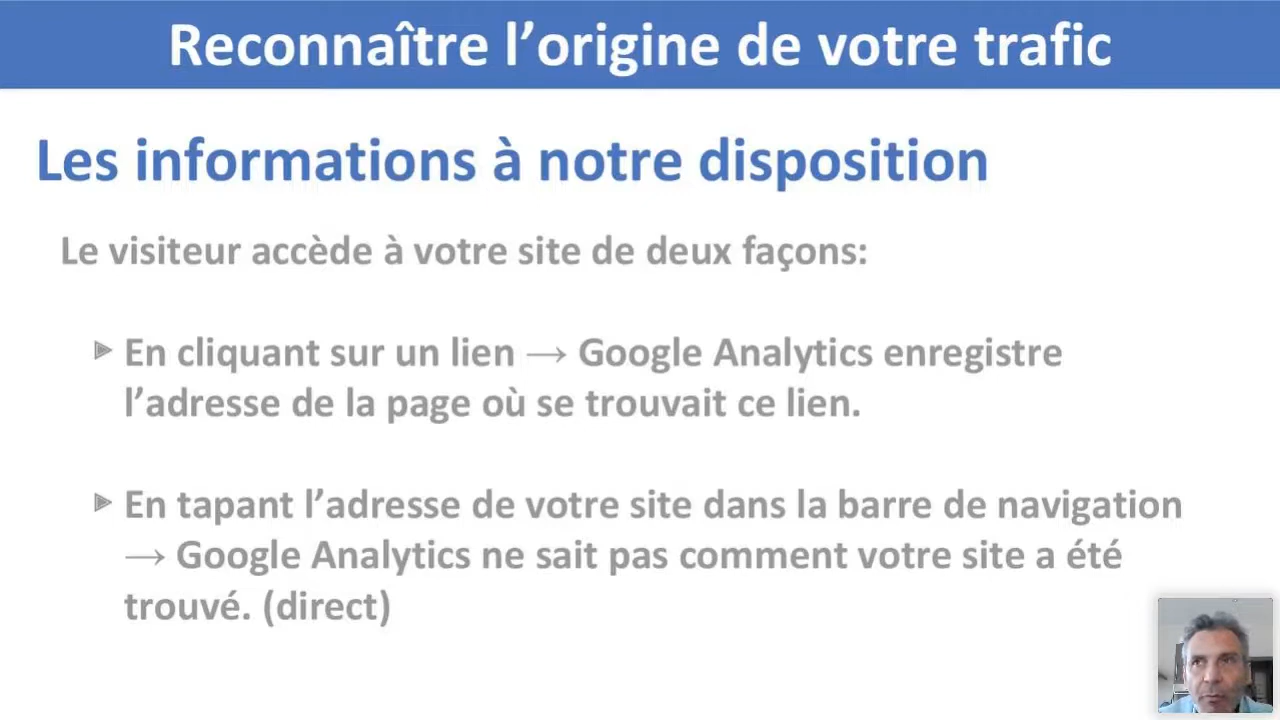 Reconnaître l’origine de votre trafic
Les informations à notre disposition
Le visiteur accède à votre site de deux façons:
En cliquant sur un lien → Google Analytics enregistre
l’adresse de la page où se trouvait ce lien.
En tapant l’adresse de votre site dans la barre de navigation
→ Google Analytics ne sait pas comment votre site a été
trouvé. (direct)